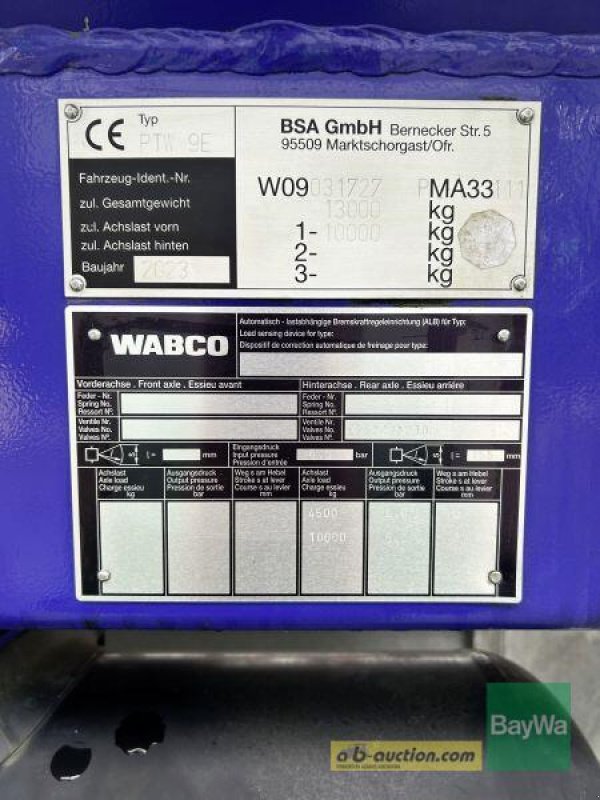 CE Typ
PTW 9E
BSA GmbH Bernecker Str. 5
95509 Marktschorgast/Ofr.
Fahrzeug-Ident.-Nr.
W09031727 MA33
zul. Gesamtgewicht
13000 kg
zul. Achslast vorn
1- 10000 kg
zul. Achslast hinten
2- kg
Baujahr 2023
3- kg
WABCO
Automatisch - lastabhängige Bremskraftregeleinrichtung (ALB) für Typ:
Load sensing device for type:
Dispositif de correction automatique de freinage pour type:
Vorderachse . Front axle . Essieu avant
Hinterachse . Rear axle . Essieu arrière
Feder - Nr.
Spring No.
Ressort Nº.
Feder - Nr.
Spring No.
Ressort Nº.
Ventile - Nr.
Valves No.
Valves Nº.
Ventile - Nr.
Valves No.
Valves Nº.
l = mm
Eingangsdruck
Input pressure
Pression d'entrée
bar
l = mm
Achslast
Axle load
Charge essieu
kg
Ausgangsdruck
Output pressure
Pression de sortie
bar
Weg s am Hebel
Stroke s at lever
Course s au levier
mm
Achslast
Axle load
Charge essieu
kg
Ausgangsdruck
Output pressure
Pression de sortie
bar
Weg s am Hebel
Stroke s at lever
Course s au levier
mm
4500
10000
BayWa
a b-auction.com